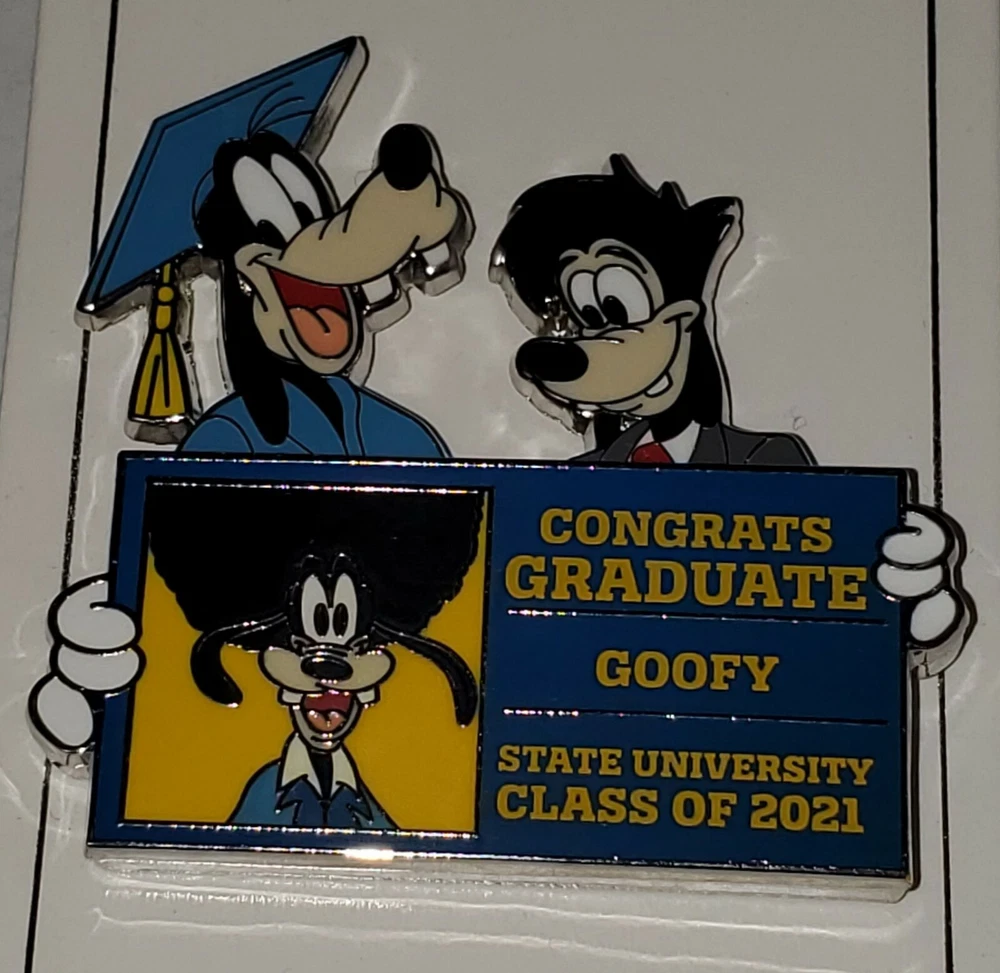 CONGRATS
GRADUATE
GOOFY
STATE UNIVERSITY
CLASS OF 2021